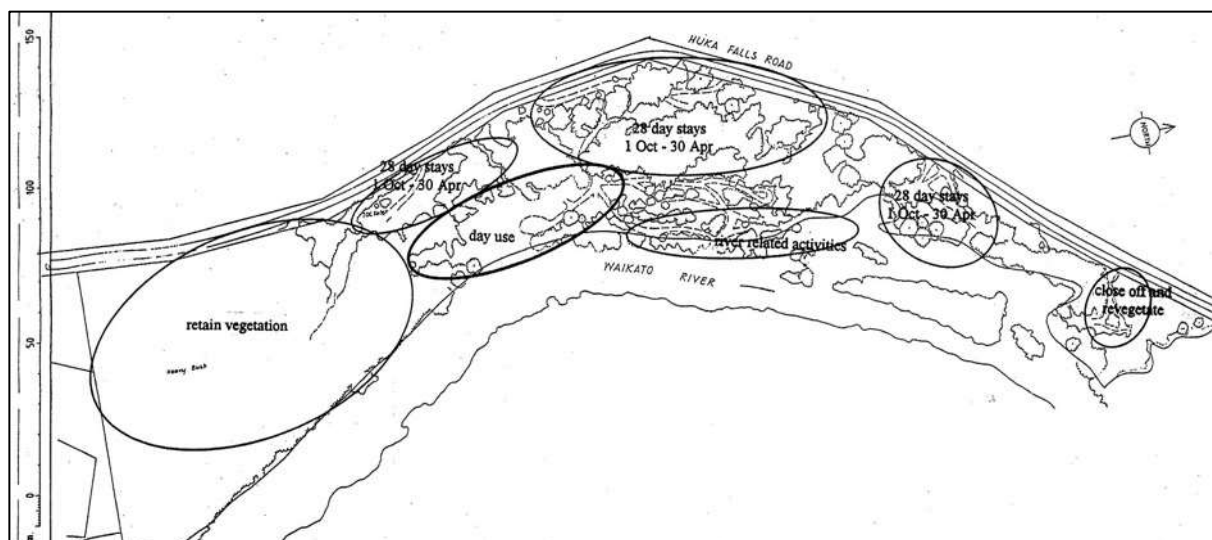 HUKA FALLS ROAD
150
28 day stays
1 Oct - 30 Apr
NORTH
28 day stays
1 Oct - 30 Apr
100
28 day stays
1 Oct - 30 Apr
day use
river related activities
WAIKATO RIVER
close off and
revegetate
retain vegetation
50
HEAVY BUSH
0
m.